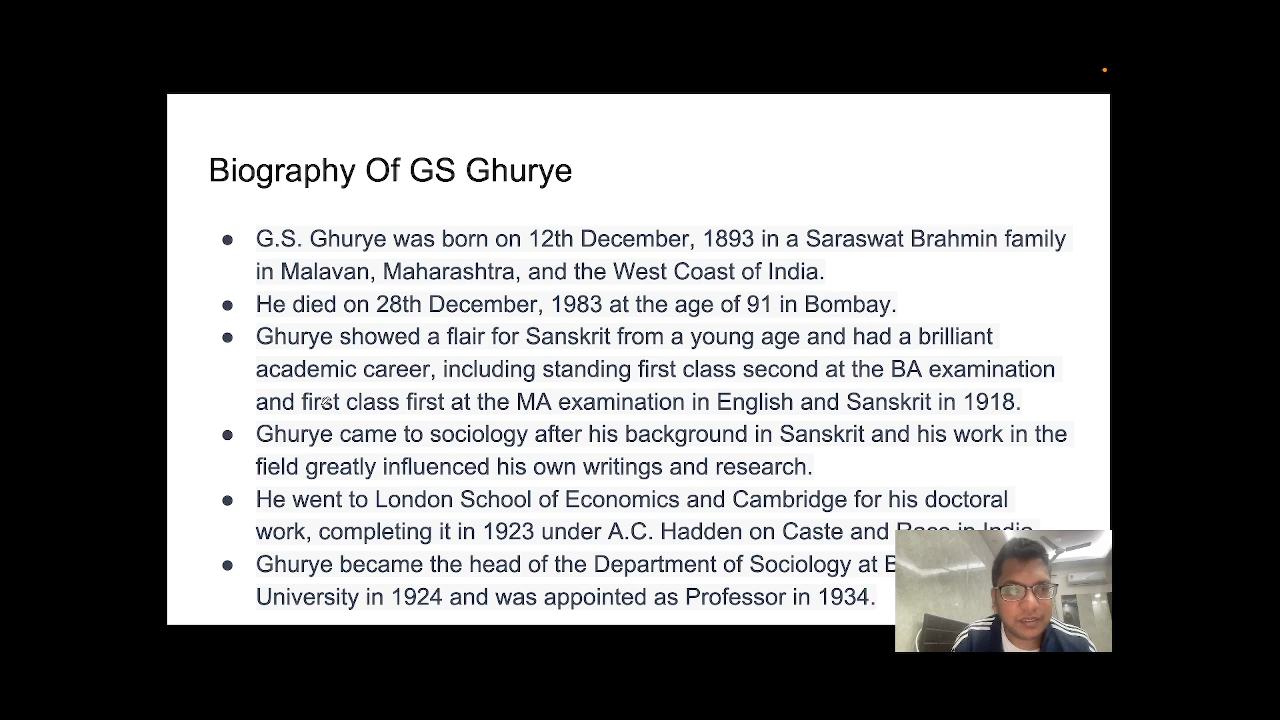 Biography Of GS Ghurye
● G.S. Ghurye was born on 12th December, 1893 in a Saraswat Brahmin family
in Malavan, Maharashtra, and the West Coast of India.
● He died on 28th December, 1983 at the age of 91 in Bombay.
● Ghurye showed a flair for Sanskrit from a young age and had a brilliant
academic career, including standing first class second at the BA examination
and first class first at the MA examination in English and Sanskrit in 1918.
● Ghurye came to sociology after his background in Sanskrit and his work in the
field greatly influenced his own writings and research.
● He went to London School of Economics and Cambridge for his doctoral
work, completing it in 1923 under A.C. Hadden on Caste and Race in India.
● Ghurye became the head of the Department of Sociology at
University in 1924 and was appointed as Professor in 1934.